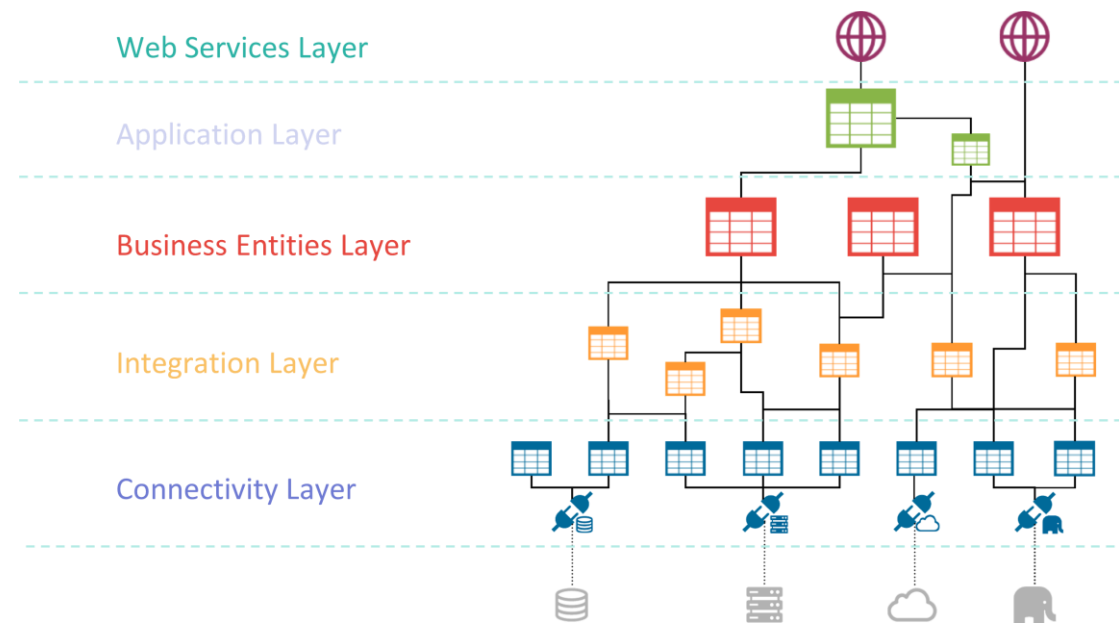 Web Services Layer
Application Layer
Business Entities Layer
Integration Layer
Connectivity Layer